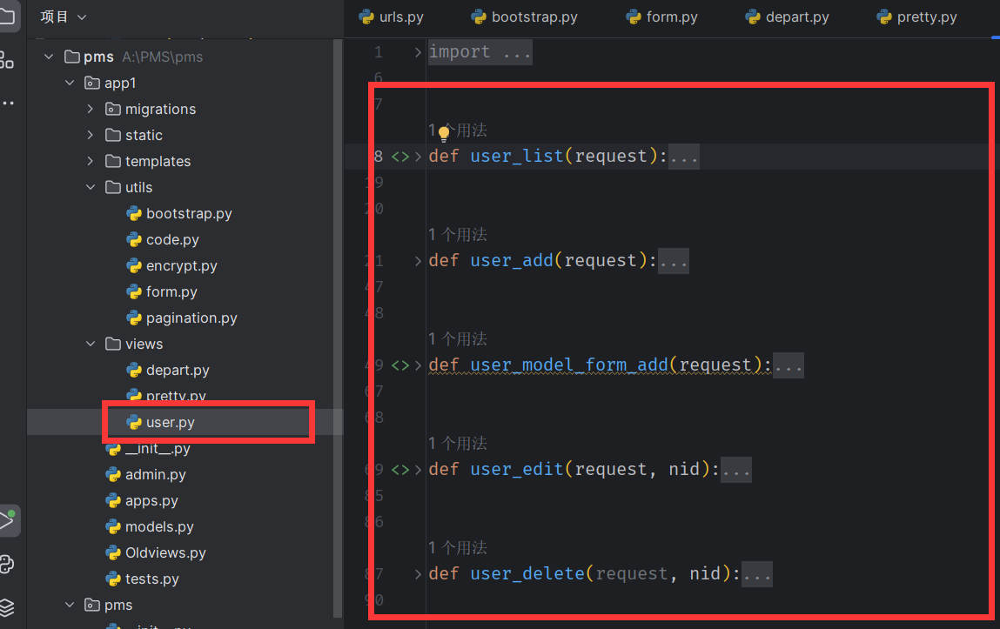 项目
urls.py bootstrap.py form.py depart.py pretty.py
pms A:\PMS\pms
app1
migrations
static
templates
utils
bootstrap.py
code.py
encrypt.py
form.py
pagination.py
views
depart.py
pretty.py
user.py
__init__.py
admin.py
apps.py
models.py
Oldviews.py
tests.py
pms
__init__.py
1 import ...
6
7
1 个用法
8 def user_list(request):...
19
20
1 个用法
21 def user_add(request):...
47
48
1 个用法
49 def user_model_form_add(request):...
67
68
1 个用法
69 def user_edit(request, nid):...
85
86
1 个用法
87 def user_delete(request, nid):...
90